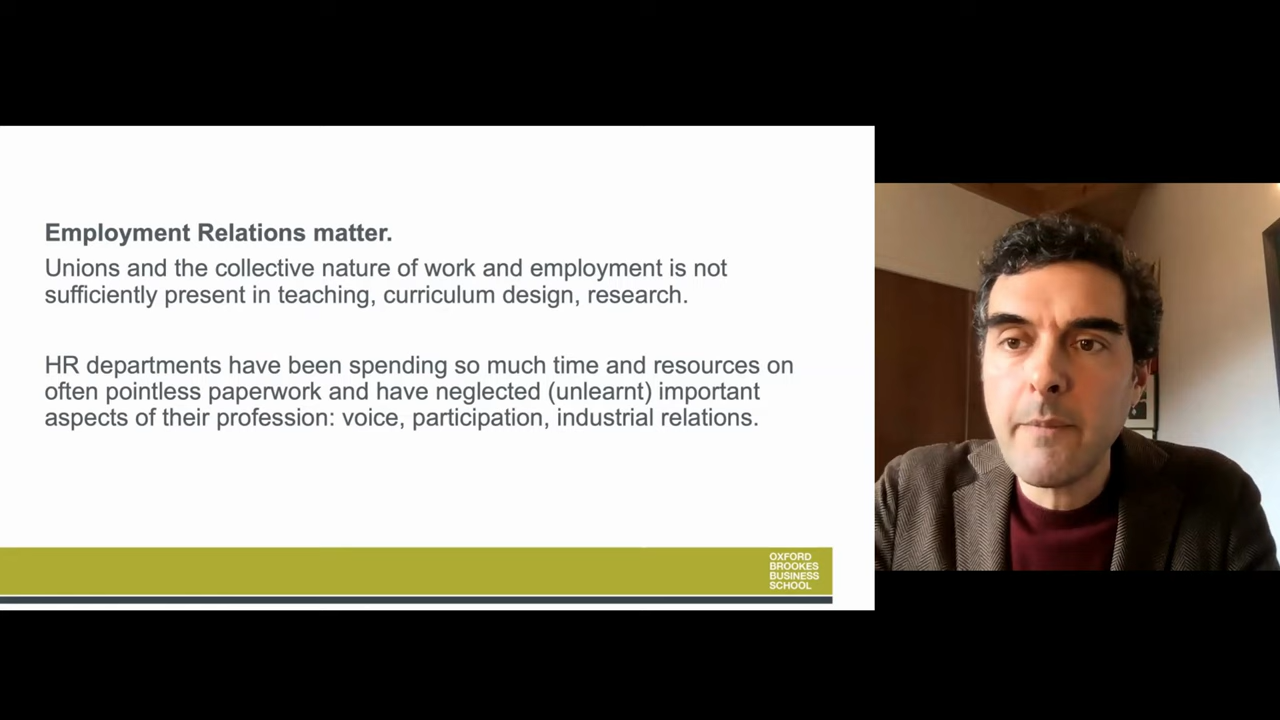 Employment Relations matter.
Unions and the collective nature of work and employment is not
sufficiently present in teaching, curriculum design, research.
HR departments have been spending so much time and resources on
often pointless paperwork and have neglected (unlearnt) important
aspects of their profession: voice, participation, industrial relations.
OXFORD
BROOKES
BUSINESS
SCHOOL